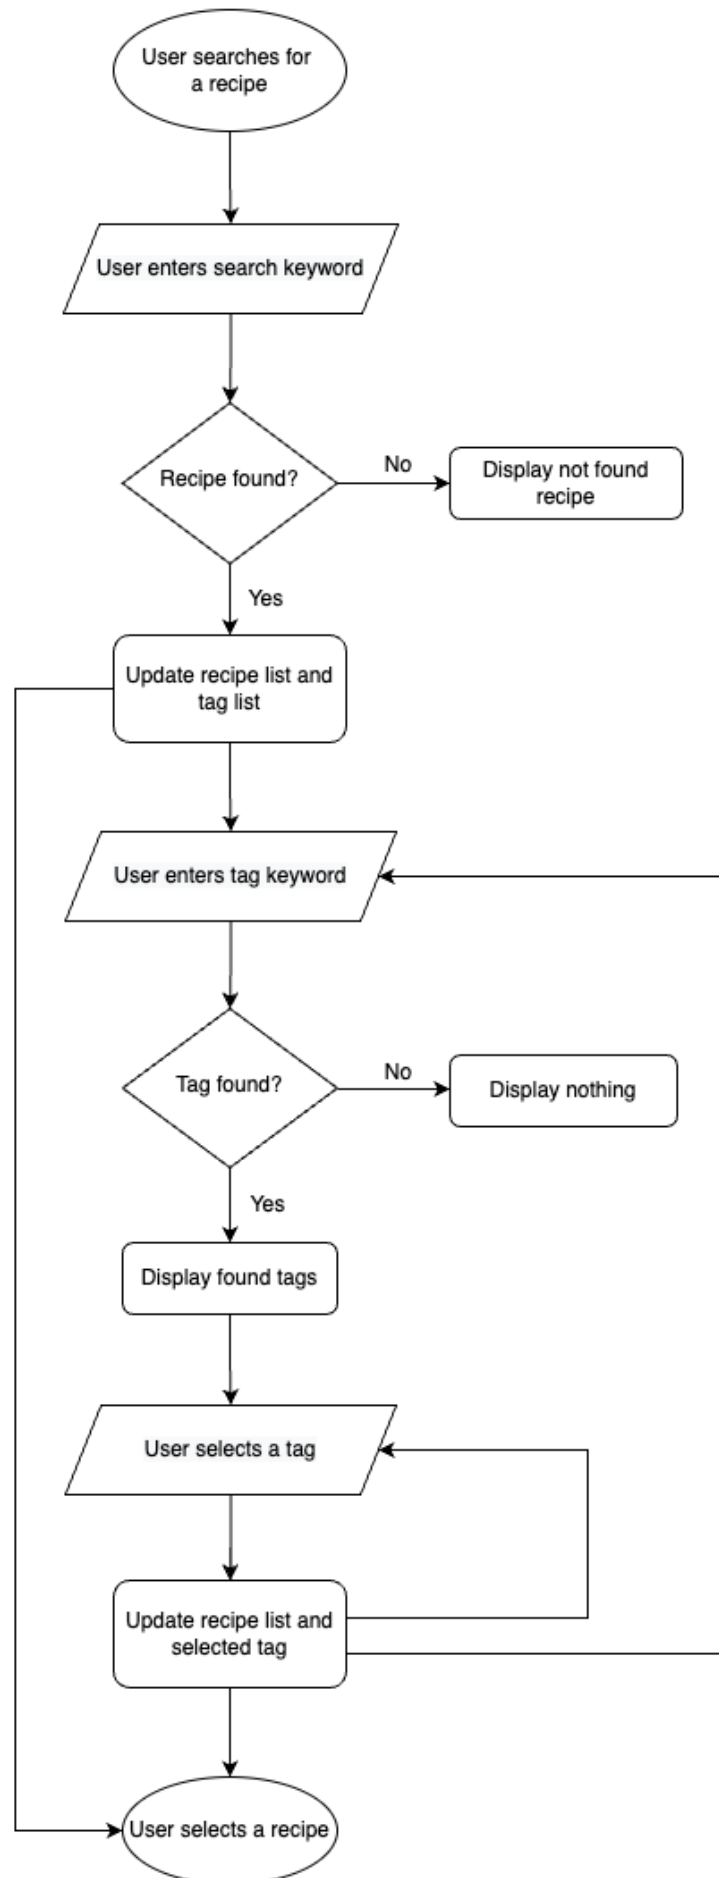 User searches for
a recipe
User enters search keyword
Recipe found?
No
Display not found
recipe
Yes
Update recipe list and
tag list
User enters tag keyword
Tag found?
No
Display nothing
Yes
Display found tags
User selects a tag
Update recipe list and
selected tag
User selects a recipe